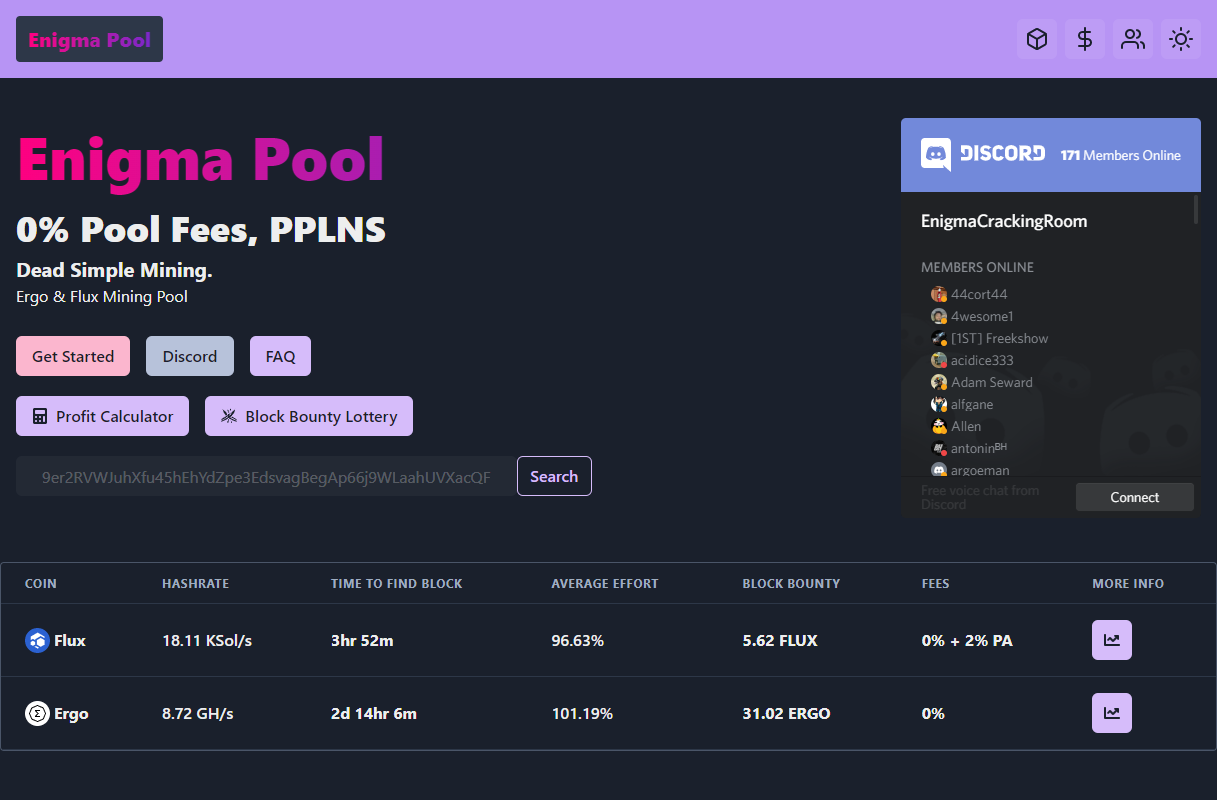 Enigma Pool
Enigma Pool
0% Pool Fees, PPLNS
Dead Simple Mining.
Ergo & Flux Mining Pool
Get Started
Discord
FAQ
Profit Calculator
Block Bounty Lottery
9er2RVWJuhXfu45hEhYdZpe3EdsvagBegAp66j9WLaahUVXacQF
Search
DISCORD
171 Members Online
EnigmaCrackingRoom
MEMBERS ONLINE
44cort44
4wesome1
[1ST] Freekshow
acidice333
Adam Seward
alfgane
Allen
antoninᴮᴴ
argoeman
Free voice chat from
Discord
Connect
COIN HASHRATE TIME TO FIND BLOCK AVERAGE EFFORT BLOCK BOUNTY FEES MORE INFO
Flux 18.11 KSol/s 3hr 52m 96.63% 5.62 FLUX 0% + 2% PA
Ergo 8.72 GH/s 2d 14hr 6m 101.19% 31.02 ERGO 0%